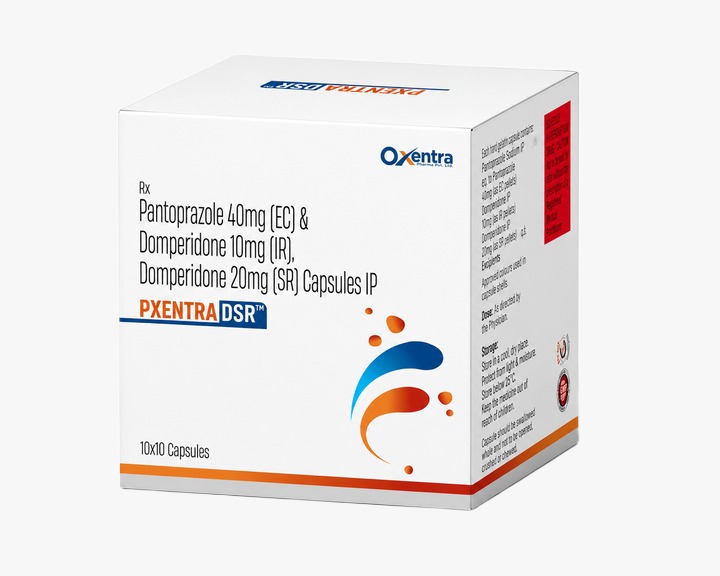 PXENTRA DSR™
Oxentra
Pharma Pvt. Ltd.
Rx
Pantoprazole 40mg (EC) &
Domperidone 10mg (IR),
Domperidone 20mg (SR) Capsules IP
PXENTRA DSR™
10x10 Capsules
Each hard gelatin capsule contains:
Pantoprazole Sodium IP
eq. to Pantoprazole
40mg (as EC pellets)
Domperidone IP
10mg (as IR pellets)
Domperidone IP
20mg (as SR pellets) q.s.
Excipients
Approved colours used in
capsule shells.
Dose: As directed by
the Physician.
Storage:
Store in a cool, dry place.
Protect from light & moisture.
Store below 25°C.
Keep the medicine out of
reach of children.
Capsule should be swallowed
whole and not to be opened,
crushed or chewed.